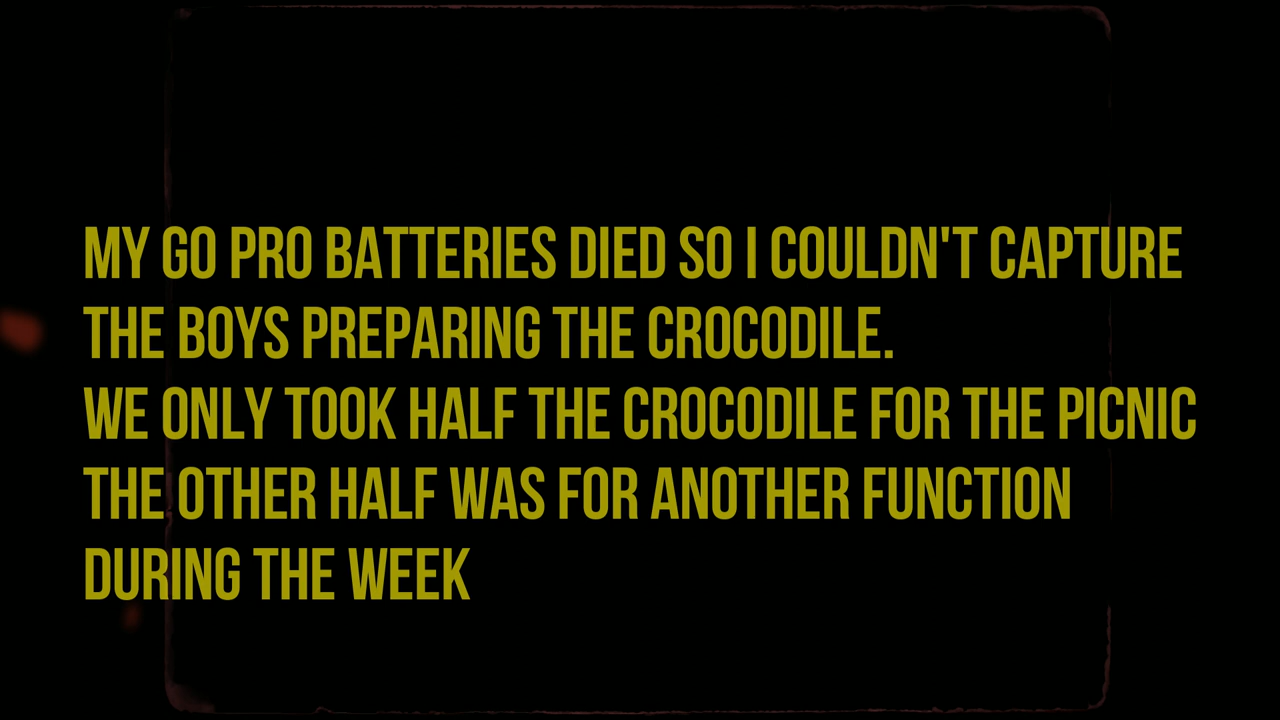 MY GO PRO BATTERIES DIED SO I COULDN'T CAPTURE
THE BOYS PREPARING THE CROCODILE.
WE ONLY TOOK HALF THE CROCODILE FOR THE PICNIC
THE OTHER HALF WAS FOR ANOTHER FUNCTION
DURING THE WEEK